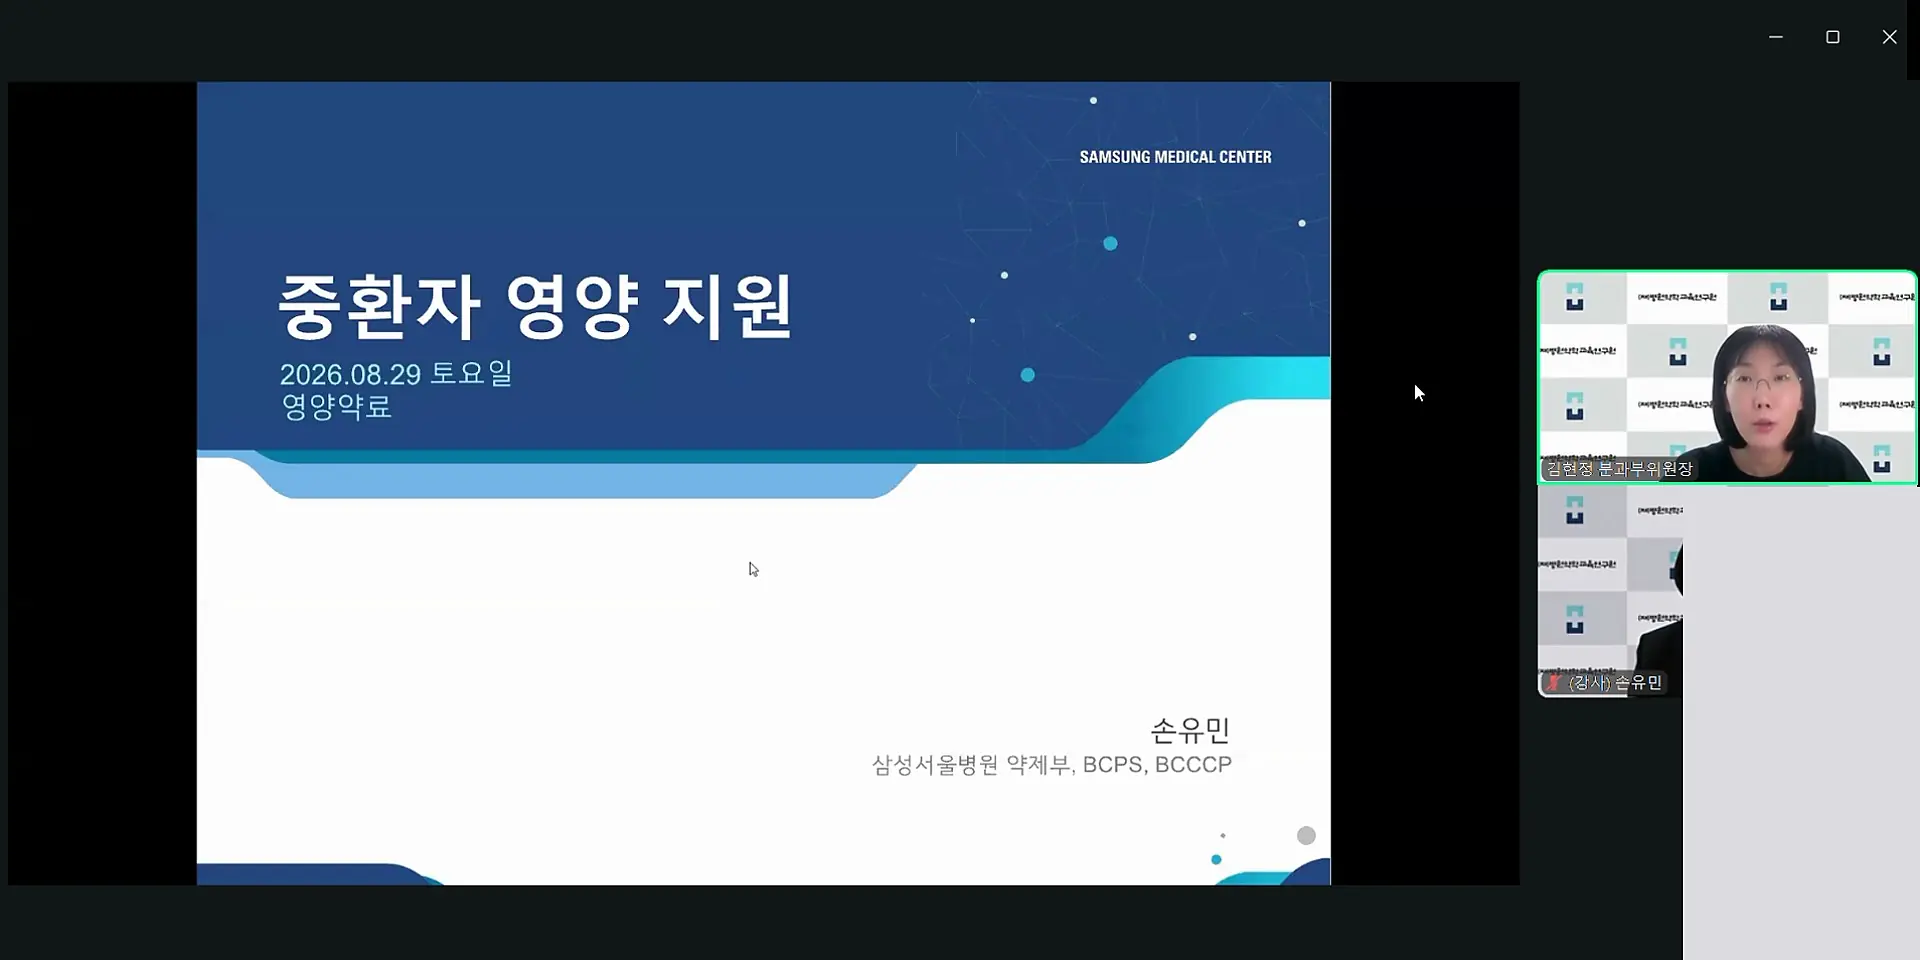 SAMSUNG MEDICAL CENTER
중환자 영양 지원
2026.08.29 토요일
영양약료
손유민
삼성서울병원 약제부, BCPS, BCCCP
김현정 분과부위원장
(강사) 손유민